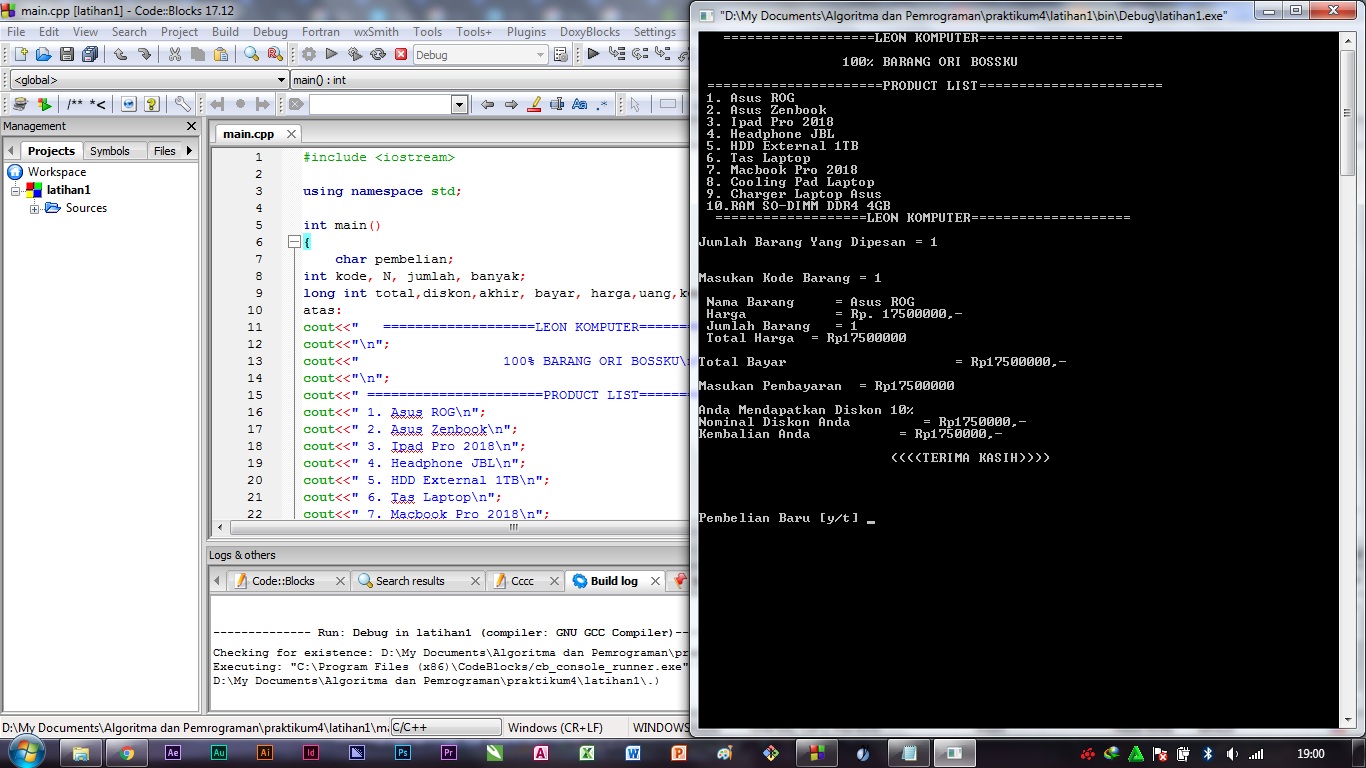 main.cpp [latihan1] - Code::Blocks 17.12
File Edit View Search Project Build Debug Fortran wxSmith Tools Tools+ Plugins DoxyBlocks Settings
Debug
<global>
main() : int
/** *<
Aa .*
Management
Projects Symbols Files
Workspace
latihan1
Sources
main.cpp
1 #include <iostream>
2
3 using namespace std;
4
5 int main()
6 {
7 char pembelian;
8 int kode, N, jumlah, banyak;
9 long int total,diskon,akhir, bayar, harga,uang,
10 atas:
11 cout<<"   ===================LEON KOMPUTER======
12 cout<<"\n";
13 cout<<"                  100% BARANG ORI BOSSKU\
14 cout<<"\n";
15 cout<<" ======================PRODUCT LIST======
16 cout<<" 1. Asus ROG\n";
17 cout<<" 2. Asus Zenbook\n";
18 cout<<" 3. Ipad Pro 2018\n";
19 cout<<" 4. Headphone JBL\n";
20 cout<<" 5. HDD External 1TB\n";
21 cout<<" 6. Tas Laptop\n";
22 cout<<" 7. Macbook Pro 2018\n";
Logs & others
Code::Blocks Search results Cccc Build log
-------------- Run: Debug in latihan1 (compiler: GNU GCC Compiler)--
Checking for existence: D:\My Documents\Algoritma dan Pemrograman\pr
Executing: "C:\Program Files (x86)\CodeBlocks/cb_console_runner.exe"
D:\My Documents\Algoritma dan Pemrograman\praktikum4\latihan1\.)
D:\My Documents\Algoritma dan Pemrograman\praktikum4\latihan1\ma C/C++ Windows (CR+LF) WINDOWS
"D:\My Documents\Algoritma dan Pemrograman\praktikum4\latihan1\bin\Debug\latihan1.exe"
===================LEON KOMPUTER==================
100% BARANG ORI BOSSKU
======================PRODUCT LIST=======================
1. Asus ROG
2. Asus Zenbook
3. Ipad Pro 2018
4. Headphone JBL
5. HDD External 1TB
6. Tas Laptop
7. Macbook Pro 2018
8. Cooling Pad Laptop
9. Charger Laptop Asus
10.RAM SO-DIMM DDR4 4GB
===================LEON KOMPUTER====================
Jumlah Barang Yang Dipesan = 1
Masukan Kode Barang = 1
Nama Barang = Asus ROG
Harga = Rp. 17500000,-
Jumlah Barang = 1
Total Harga = Rp17500000
Total Bayar = Rp17500000,-
Masukan Pembayaran = Rp17500000
Anda Mendapatkan Diskon 10%
Nominal Diskon Anda = Rp1750000,-
Kembalian Anda = Rp1750000,-
<<<<TERIMA KASIH>>>>
Pembelian Baru [y/t] _
Ae Au Ai Id Ps Pr A X W P 19:00